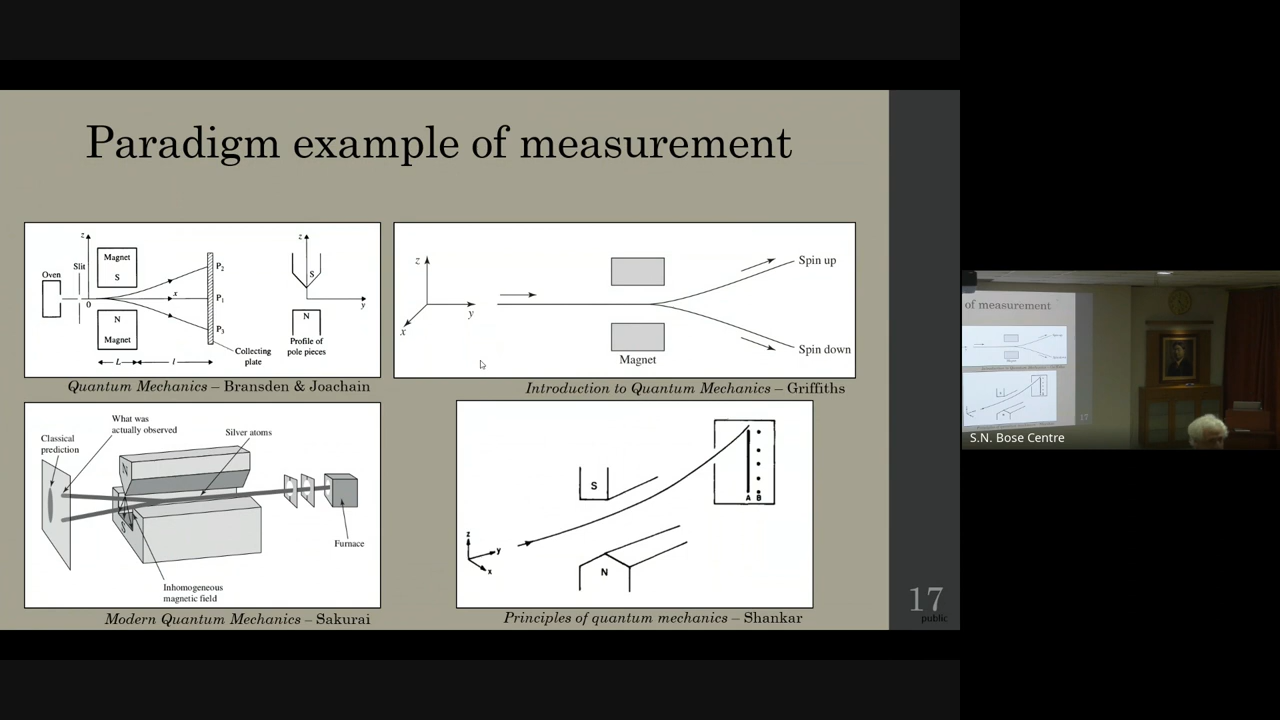 Paradigm example of measurement
z
Magnet
S
Oven
Slit
P₂
x
0
P₁
N
Magnet
P₃
L
l
Collecting
plate
z
S
y
N
Profile of
pole pieces
Quantum Mechanics – Bransden & Joachain
z
y
x
Magnet
Spin up
Spin down
Introduction to Quantum Mechanics – Griffiths
What was
actually observed
Classical
prediction
Silver atoms
N
S
Furnace
Inhomogeneous
magnetic field
Modern Quantum Mechanics – Sakurai
S
A B
z
y
x
N
Principles of quantum mechanics – Shankar
17
public
of measurement
S.N. Bose Centre